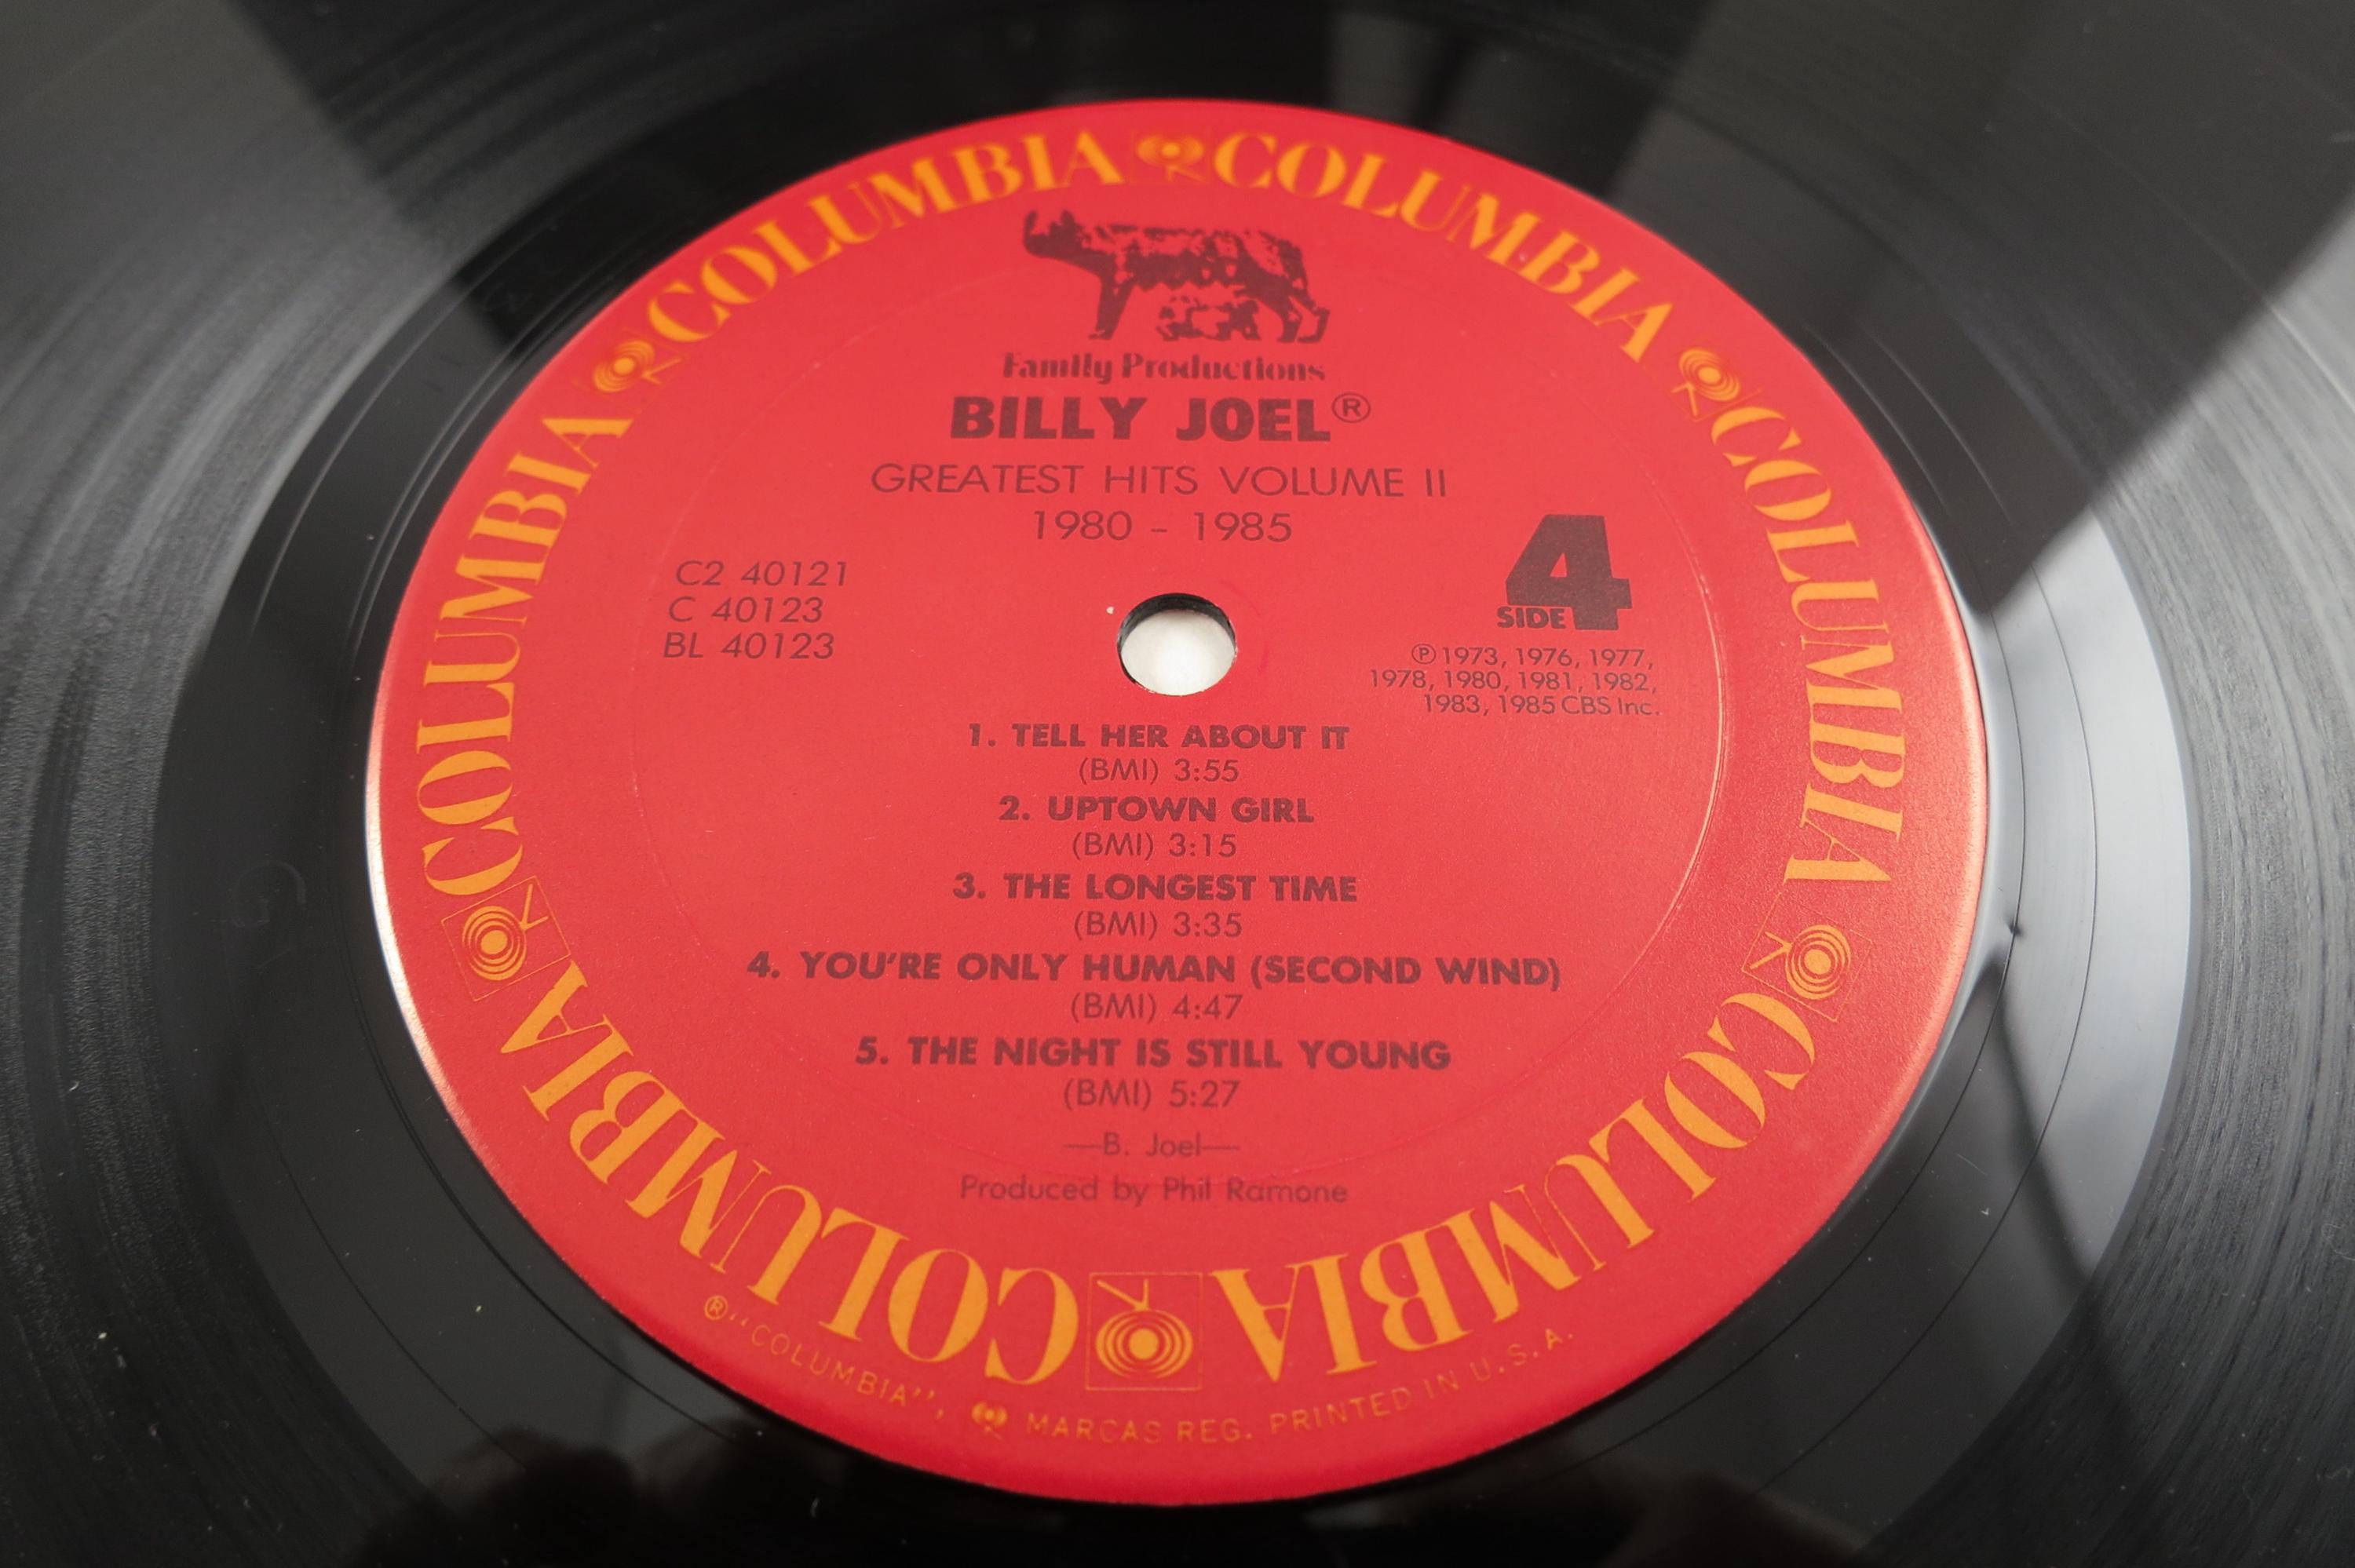 COLUMBIA COLUMBIA COLUMBIA COLUMBIA COLUMBIA COLUMBIA
Family Productions
BILLY JOEL®
GREATEST HITS VOLUME II
1980 - 1985
C2 40121
C 40123
BL 40123
SIDE 4
℗ 1973, 1976, 1977,
1978, 1980, 1981, 1982,
1983, 1985 CBS Inc.
1. TELL HER ABOUT IT
(BMI) 3:55
2. UPTOWN GIRL
(BMI) 3:15
3. THE LONGEST TIME
(BMI) 3:35
4. YOU'RE ONLY HUMAN (SECOND WIND)
(BMI) 4:47
5. THE NIGHT IS STILL YOUNG
(BMI) 5:27
—B. Joel—
Produced by Phil Ramone
® "COLUMBIA", MARCAS REG. PRINTED IN U.S.A.